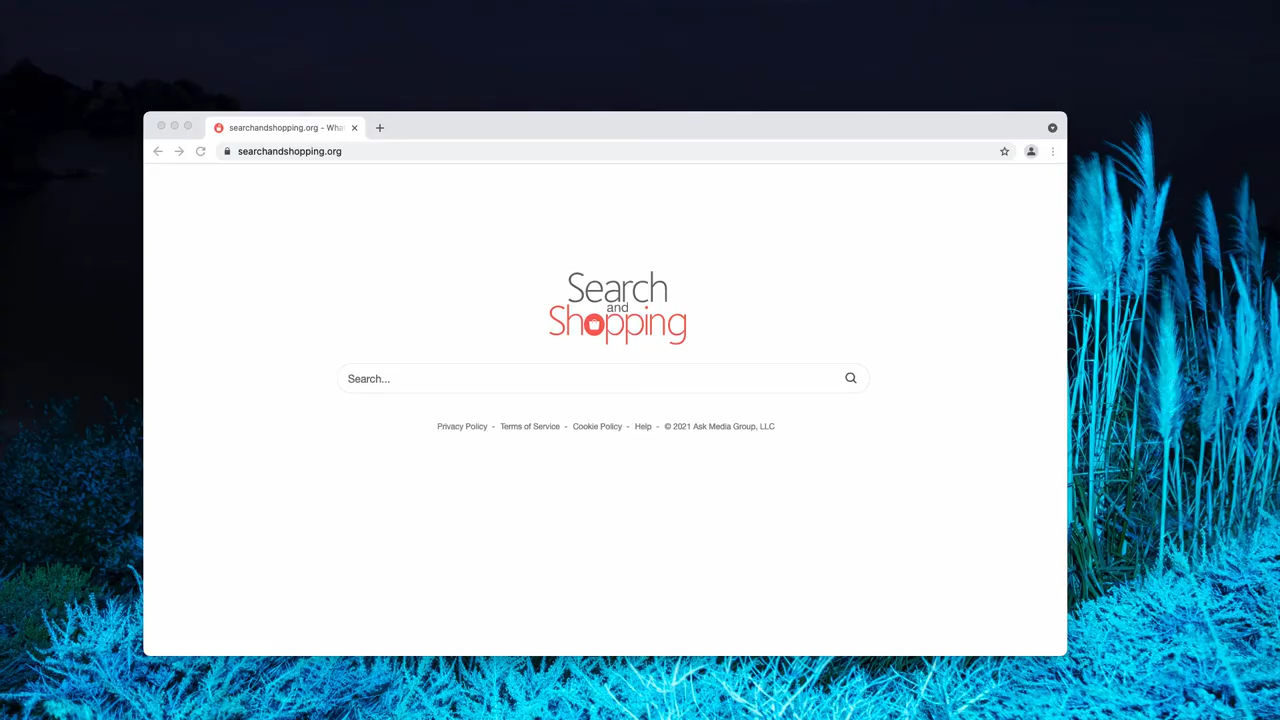 searchandshopping.org - Wha
searchandshopping.org
Search
and
Shopping
Search...
Privacy Policy - Terms of Service - Cookie Policy - Help - © 2021 Ask Media Group, LLC